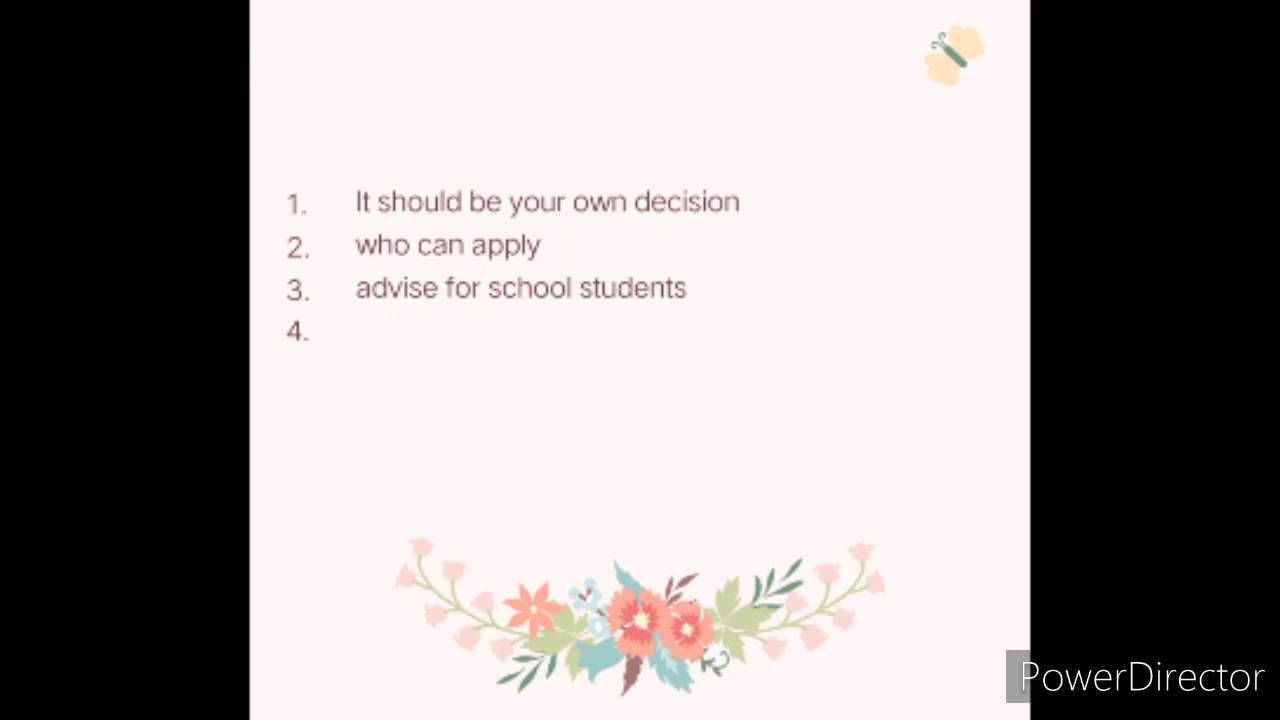 1. It should be your own decision
2. who can apply
3. advise for school students
4.
PowerDirector